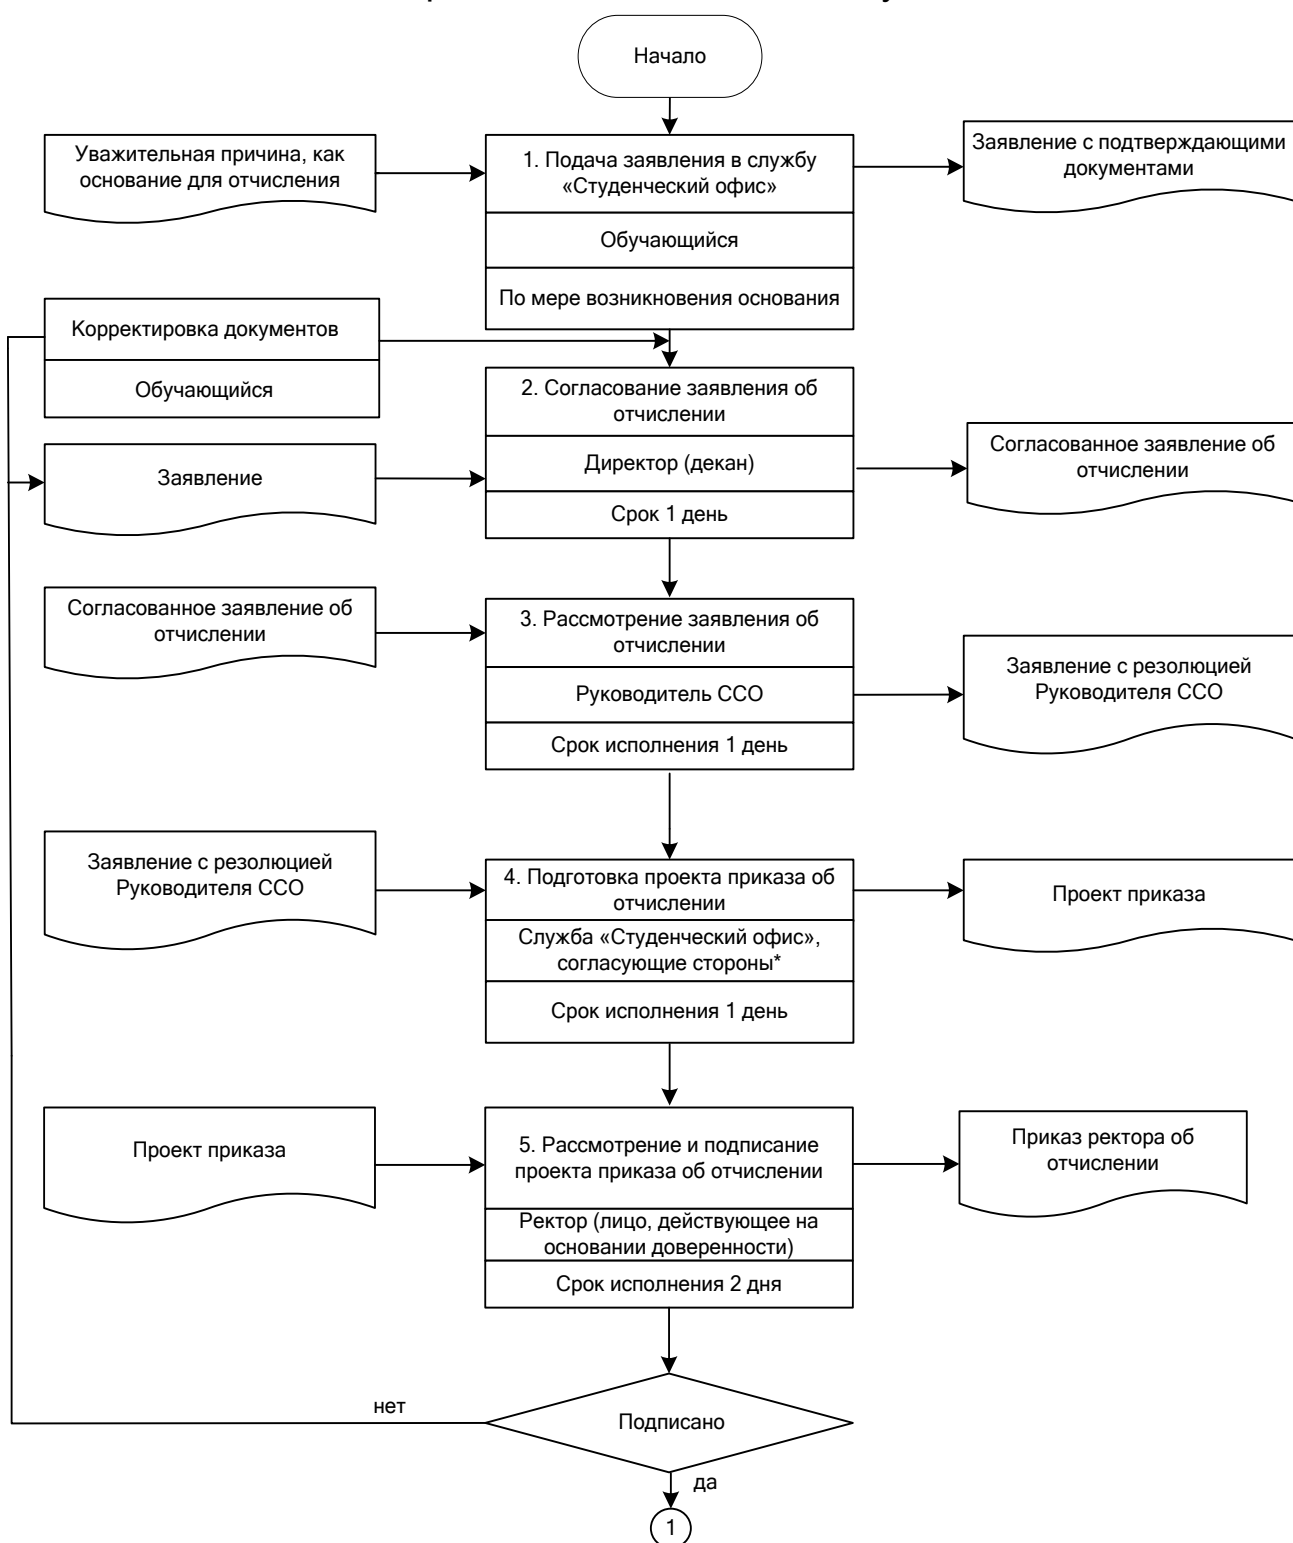 Начало
Уважительная причина, как
основание для отчисления
1. Подача заявления в службу
«Студенческий офис»
Обучающийся
По мере возникновения основания
Заявление с подтверждающими
документами
Корректировка документов
Обучающийся
Заявление
2. Согласование заявления об
отчислении
Директор (декан)
Срок 1 день
Согласованное заявление об
отчислении
Согласованное заявление об
отчислении
3. Рассмотрение заявления об
отчислении
Руководитель ССО
Срок исполнения 1 день
Заявление с резолюцией
Руководителя ССО
Заявление с резолюцией
Руководителя ССО
4. Подготовка проекта приказа об
отчислении
Служба «Студенческий офис»,
согласующие стороны*
Срок исполнения 1 день
Проект приказа
Проект приказа
5. Рассмотрение и подписание
проекта приказа об отчислении
Ректор (лицо, действующее на
основании доверенности)
Срок исполнения 2 дня
Приказ ректора об
отчислении
нет
Подписано
да
1